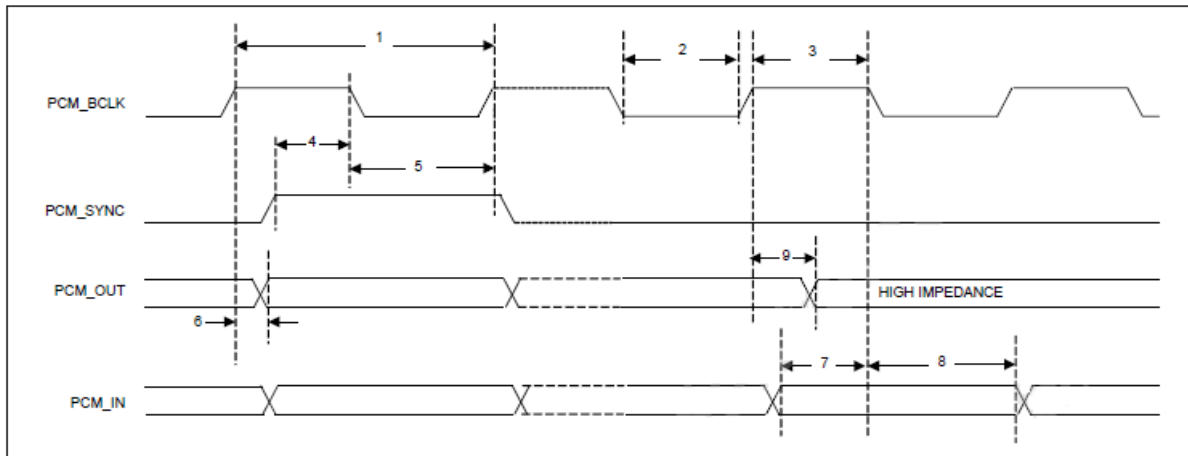 1
2
3
PCM_BCLK
4
5
PCM_SYNC
9
PCM_OUT
HIGH IMPEDANCE
6
7
8
PCM_IN